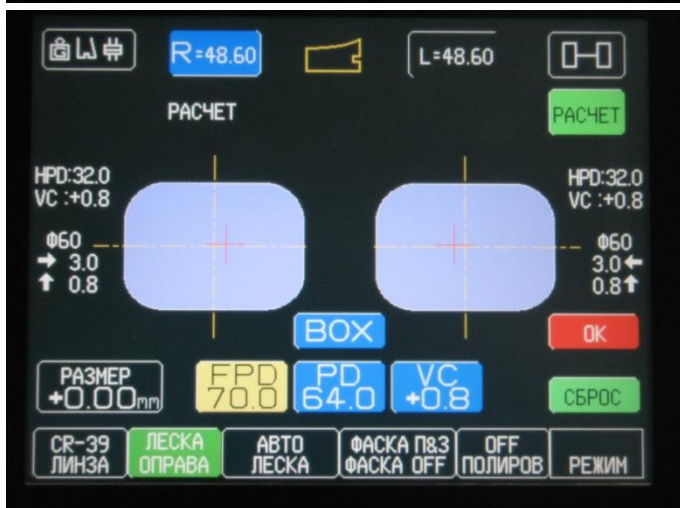 R=48.60
L=48.60
РАСЧЕТ
РАСЧЕТ
HPD:32.0
VC :+0.8
HPD:32.0
VC :+0.8
Ф60
→ 3.0
↑ 0.8
Ф60
3.0←
0.8↑
BOX
OK
РАЗМЕР
+0.00mm
FPD
70.0
PD
64.0
VC
+0.8
СБРОС
CR-39
ЛИНЗА
ЛЕСКА
ОПРАВА
АВТО
ЛЕСКА
ФАСКА П&З
ФАСКА OFF
OFF
ПОЛИРОВ
РЕЖИМ